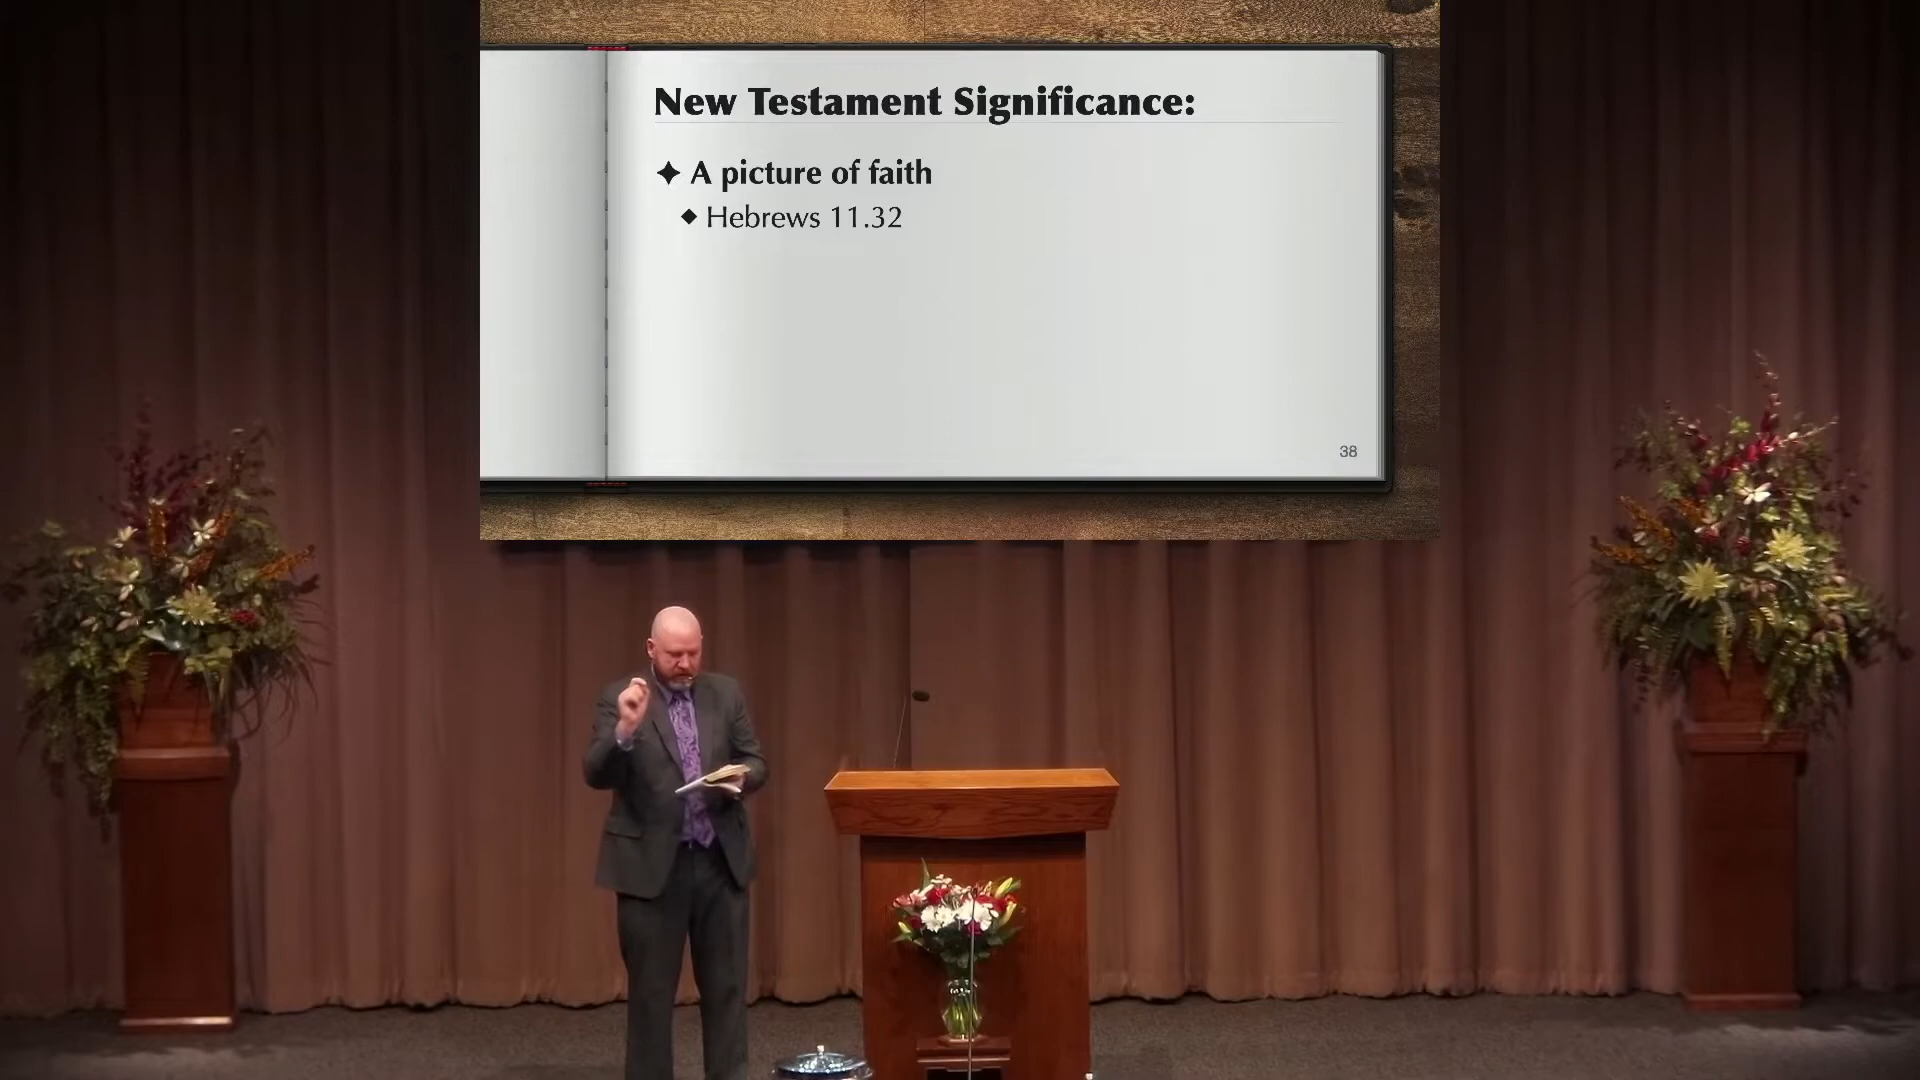 New Testament Significance:
✦ A picture of faith
◆ Hebrews 11.32
38